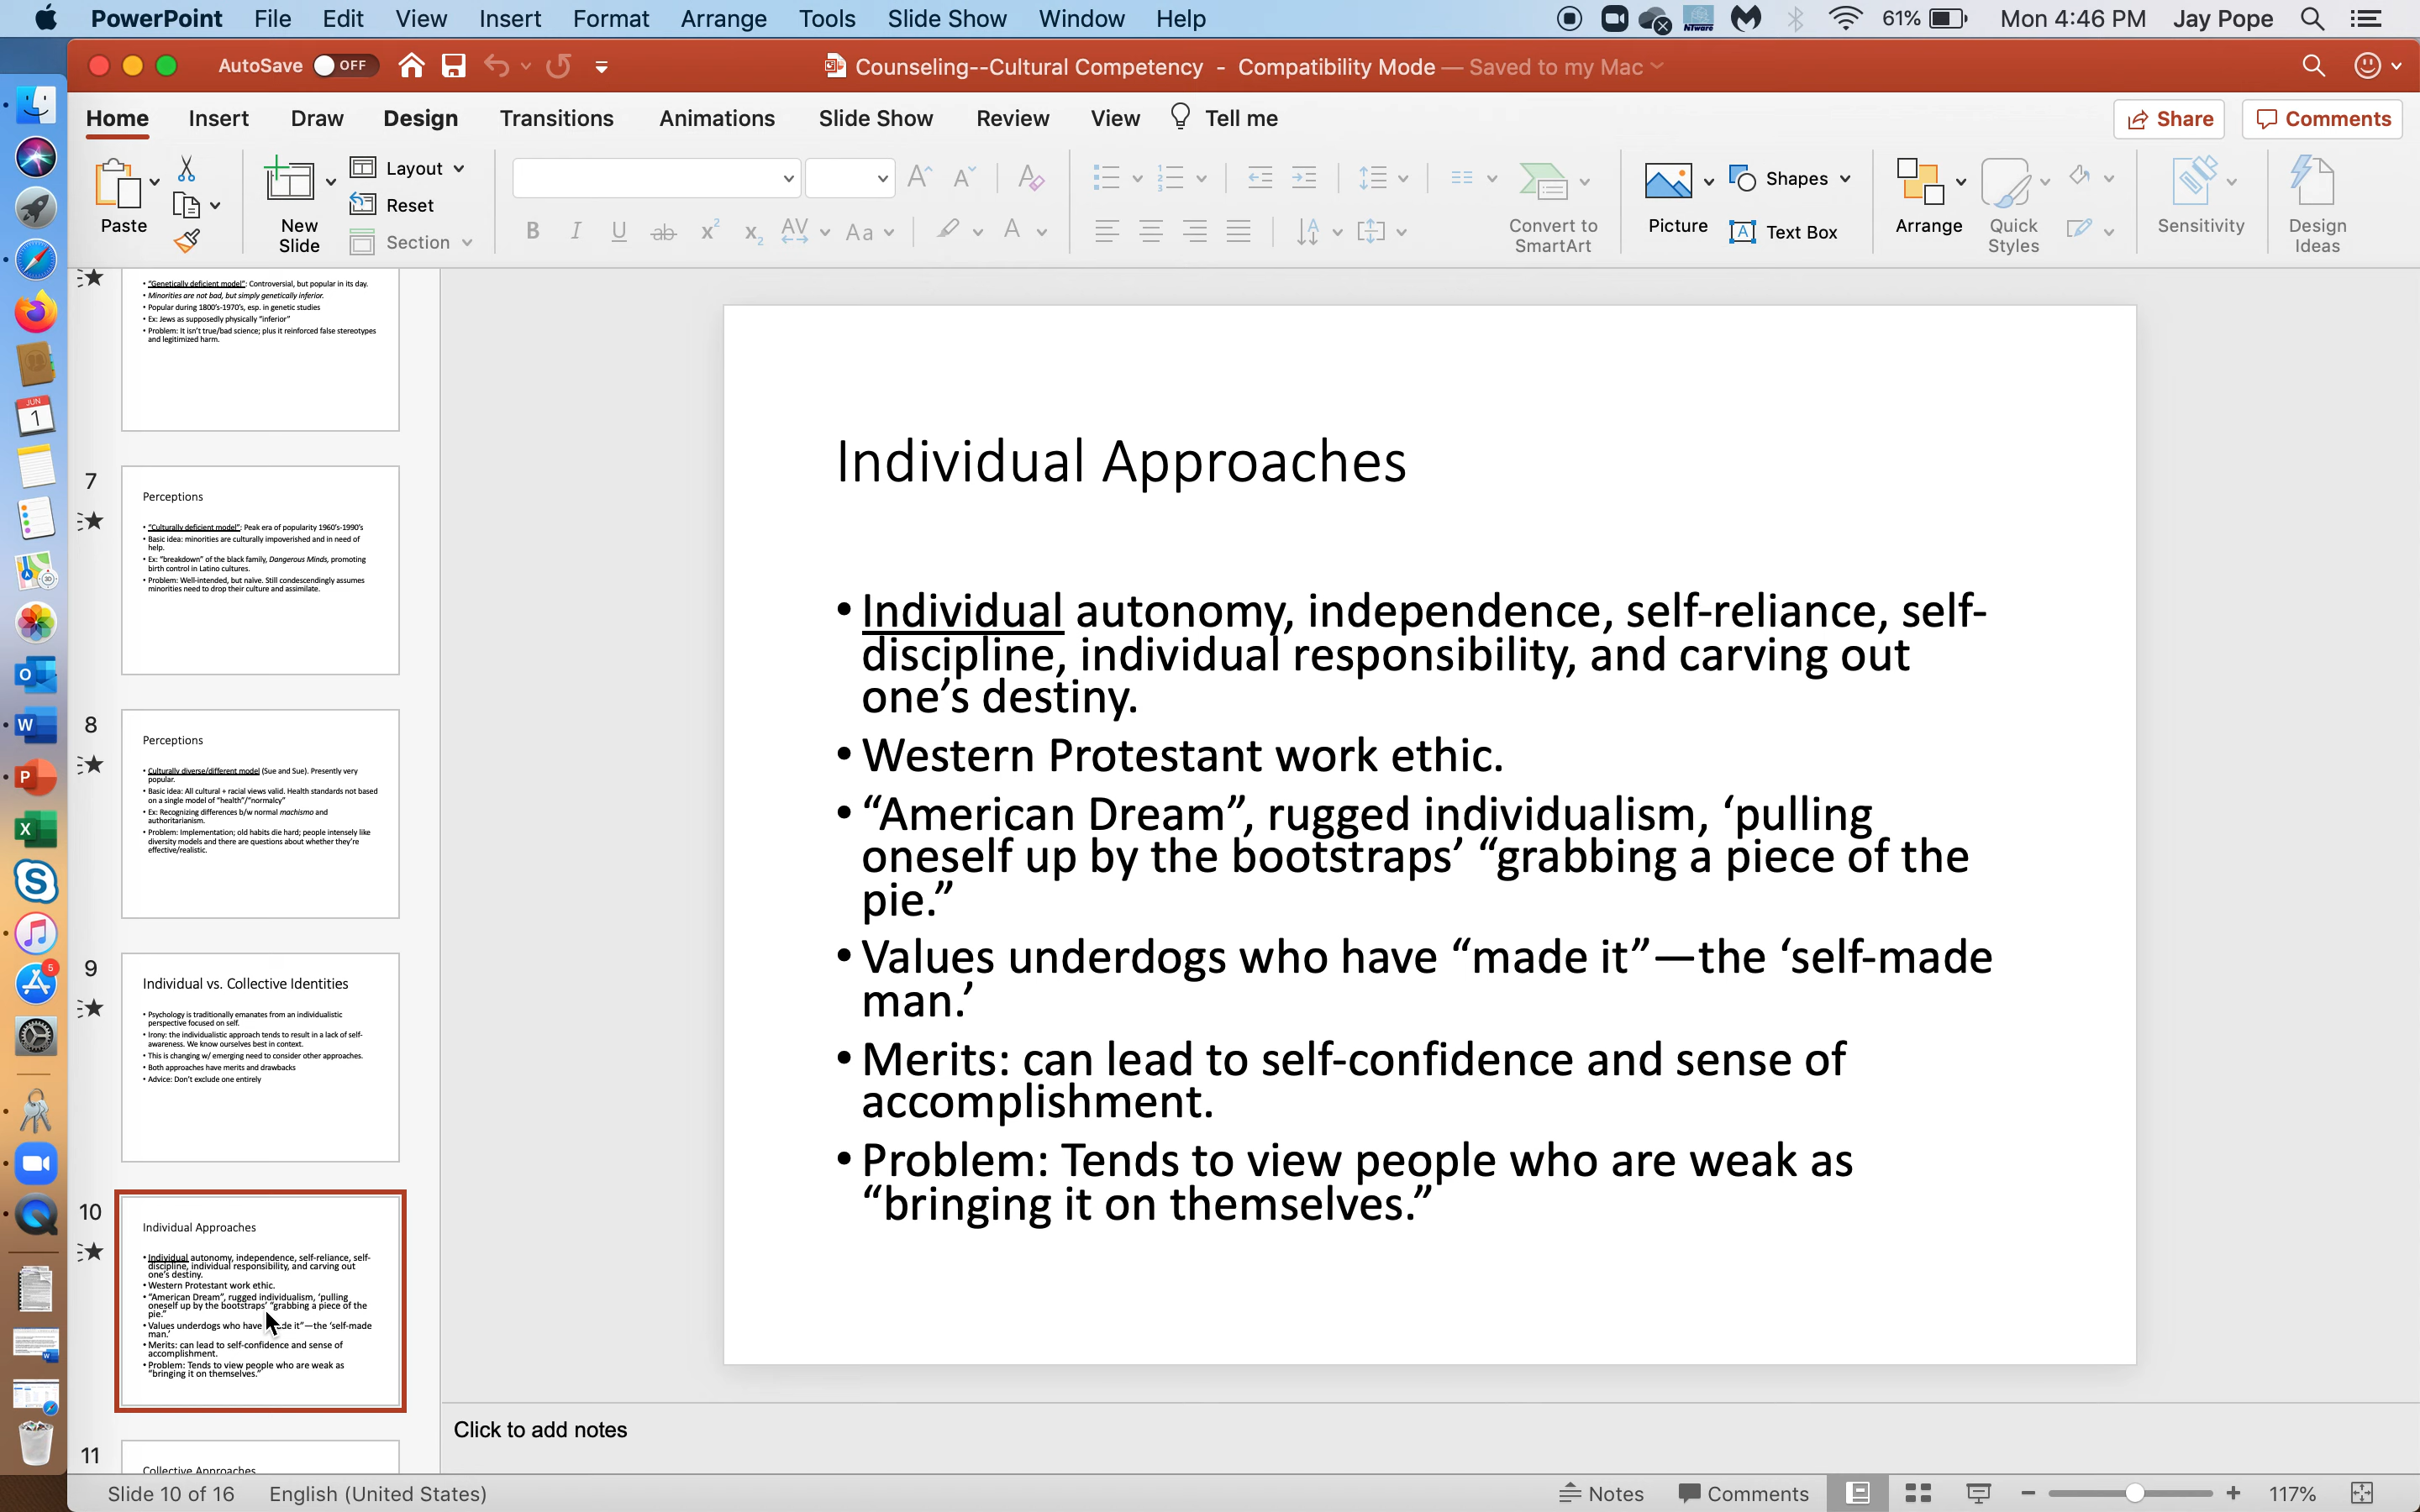 PowerPoint File Edit View Insert Format Arrange Tools Slide Show Window Help NTware 61% Mon 4:46 PM Jay Pope
AutoSave OFF Counseling--Cultural Competency - Compatibility Mode — Saved to my Mac
Home Insert Draw Design Transitions Animations Slide Show Review View Tell me Share Comments
Paste New Slide Layout Reset Section
B I U ab x² x₂ AV Aa A
Convert to SmartArt Picture Shapes A Text Box Arrange Quick Styles Sensitivity Design Ideas
JUN
1
5
• "Genetically deficient model": Controversial, but popular in its day.
• Minorities are not bad, but simply genetically inferior.
• Popular during 1800's-1970's, esp. in genetic studies
• Ex: Jews as supposedly physically "inferior"
• Problem: It isn't true/bad science; plus it reinforced false stereotypes
and legitimized harm.
7
Perceptions
• "Culturally deficient model": Peak era of popularity 1960's-1990's
• Basic idea: minorities are culturally impoverished and in need of
help.
• Ex: "breakdown" of the black family, Dangerous Minds, promoting
birth control in Latino cultures.
• Problem: Well-intended, but naïve. Still condescendingly assumes
minorities need to drop their culture and assimilate.
8
Perceptions
• Culturally diverse/different model (Sue and Sue). Presently very
popular.
• Basic idea: All cultural + racial views valid. Health standards not based
on a single model of "health"/"normalcy"
• Ex: Recognizing differences b/w normal machismo and
authoritarianism.
• Problem: Implementation; old habits die hard; people intensely like
diversity models and there are questions about whether they're
effective/realistic.
9
Individual vs. Collective Identities
• Psychology is traditionally emanates from an individualistic
perspective focused on self.
• Irony: the individualistic approach tends to result in a lack of self-
awareness. We know ourselves best in context.
• This is changing w/ emerging need to consider other approaches.
• Both approaches have merits and drawbacks
• Advice: Don't exclude one entirely
10
Individual Approaches
• Individual autonomy, independence, self-reliance, self-
discipline, individual responsibility, and carving out
one's destiny.
• Western Protestant work ethic.
• "American Dream", rugged individualism, 'pulling
oneself up by the bootstraps' "grabbing a piece of the
pie."
• Values underdogs who have de it"—the 'self-made
man.'
• Merits: can lead to self-confidence and sense of
accomplishment.
• Problem: Tends to view people who are weak as
"bringing it on themselves."
11
Collective Approaches
Individual Approaches
• Individual autonomy, independence, self-reliance, self-
discipline, individual responsibility, and carving out
one’s destiny.
• Western Protestant work ethic.
• “American Dream”, rugged individualism, ‘pulling
oneself up by the bootstraps’ “grabbing a piece of the
pie.”
• Values underdogs who have “made it”—the ‘self-made
man.’
• Merits: can lead to self-confidence and sense of
accomplishment.
• Problem: Tends to view people who are weak as
“bringing it on themselves.”
Click to add notes
Slide 10 of 16 English (United States) Notes Comments 117%